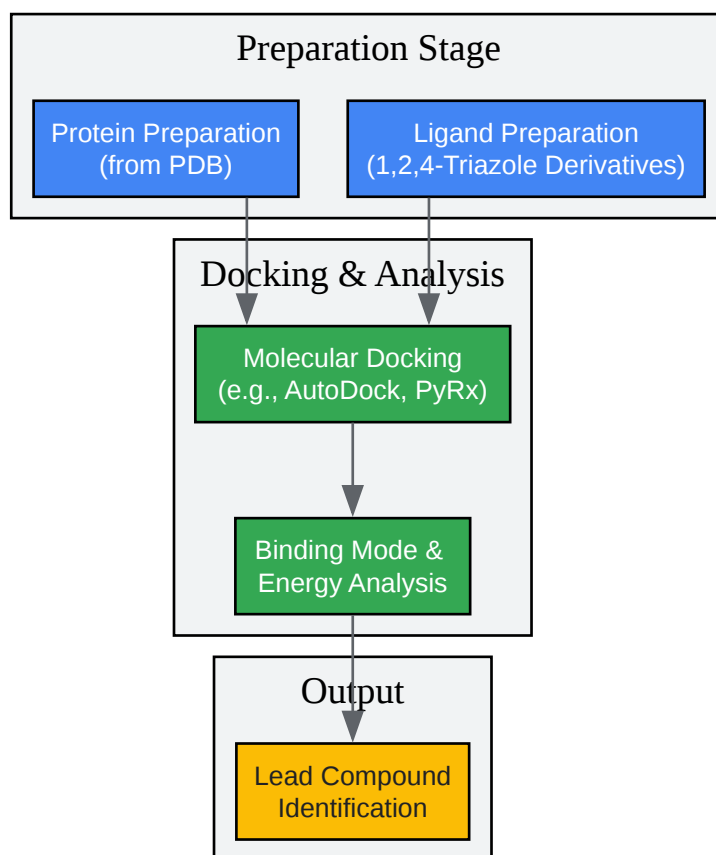 Preparation Stage
Protein Preparation
(from PDB)
Ligand Preparation
(1,2,4-Triazole Derivatives)
Docking & Analysis
Molecular Docking
(e.g., AutoDock, PyRx)
Binding Mode &
Energy Analysis
Output
Lead Compound
Identification